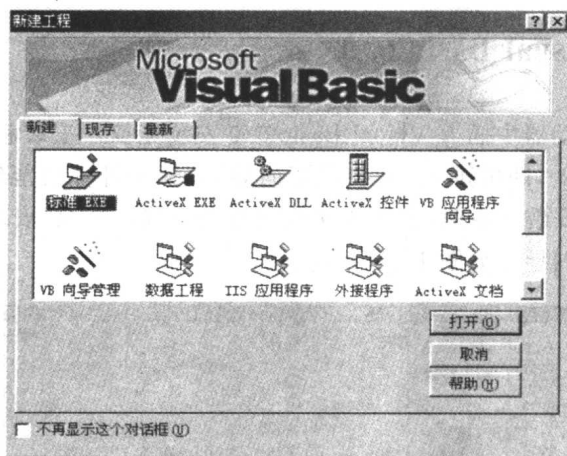 新建工程
Microsoft
Visual Basic
新建 现存 最新
标准 EXE ActiveX EXE ActiveX DLL ActiveX 控件 VB 应用程序
向导
VB 向导管理 数据工程 IIS 应用程序 外接程序 ActiveX 文档
打开(O)
取消
帮助(H)
不再显示这个对话框(U)